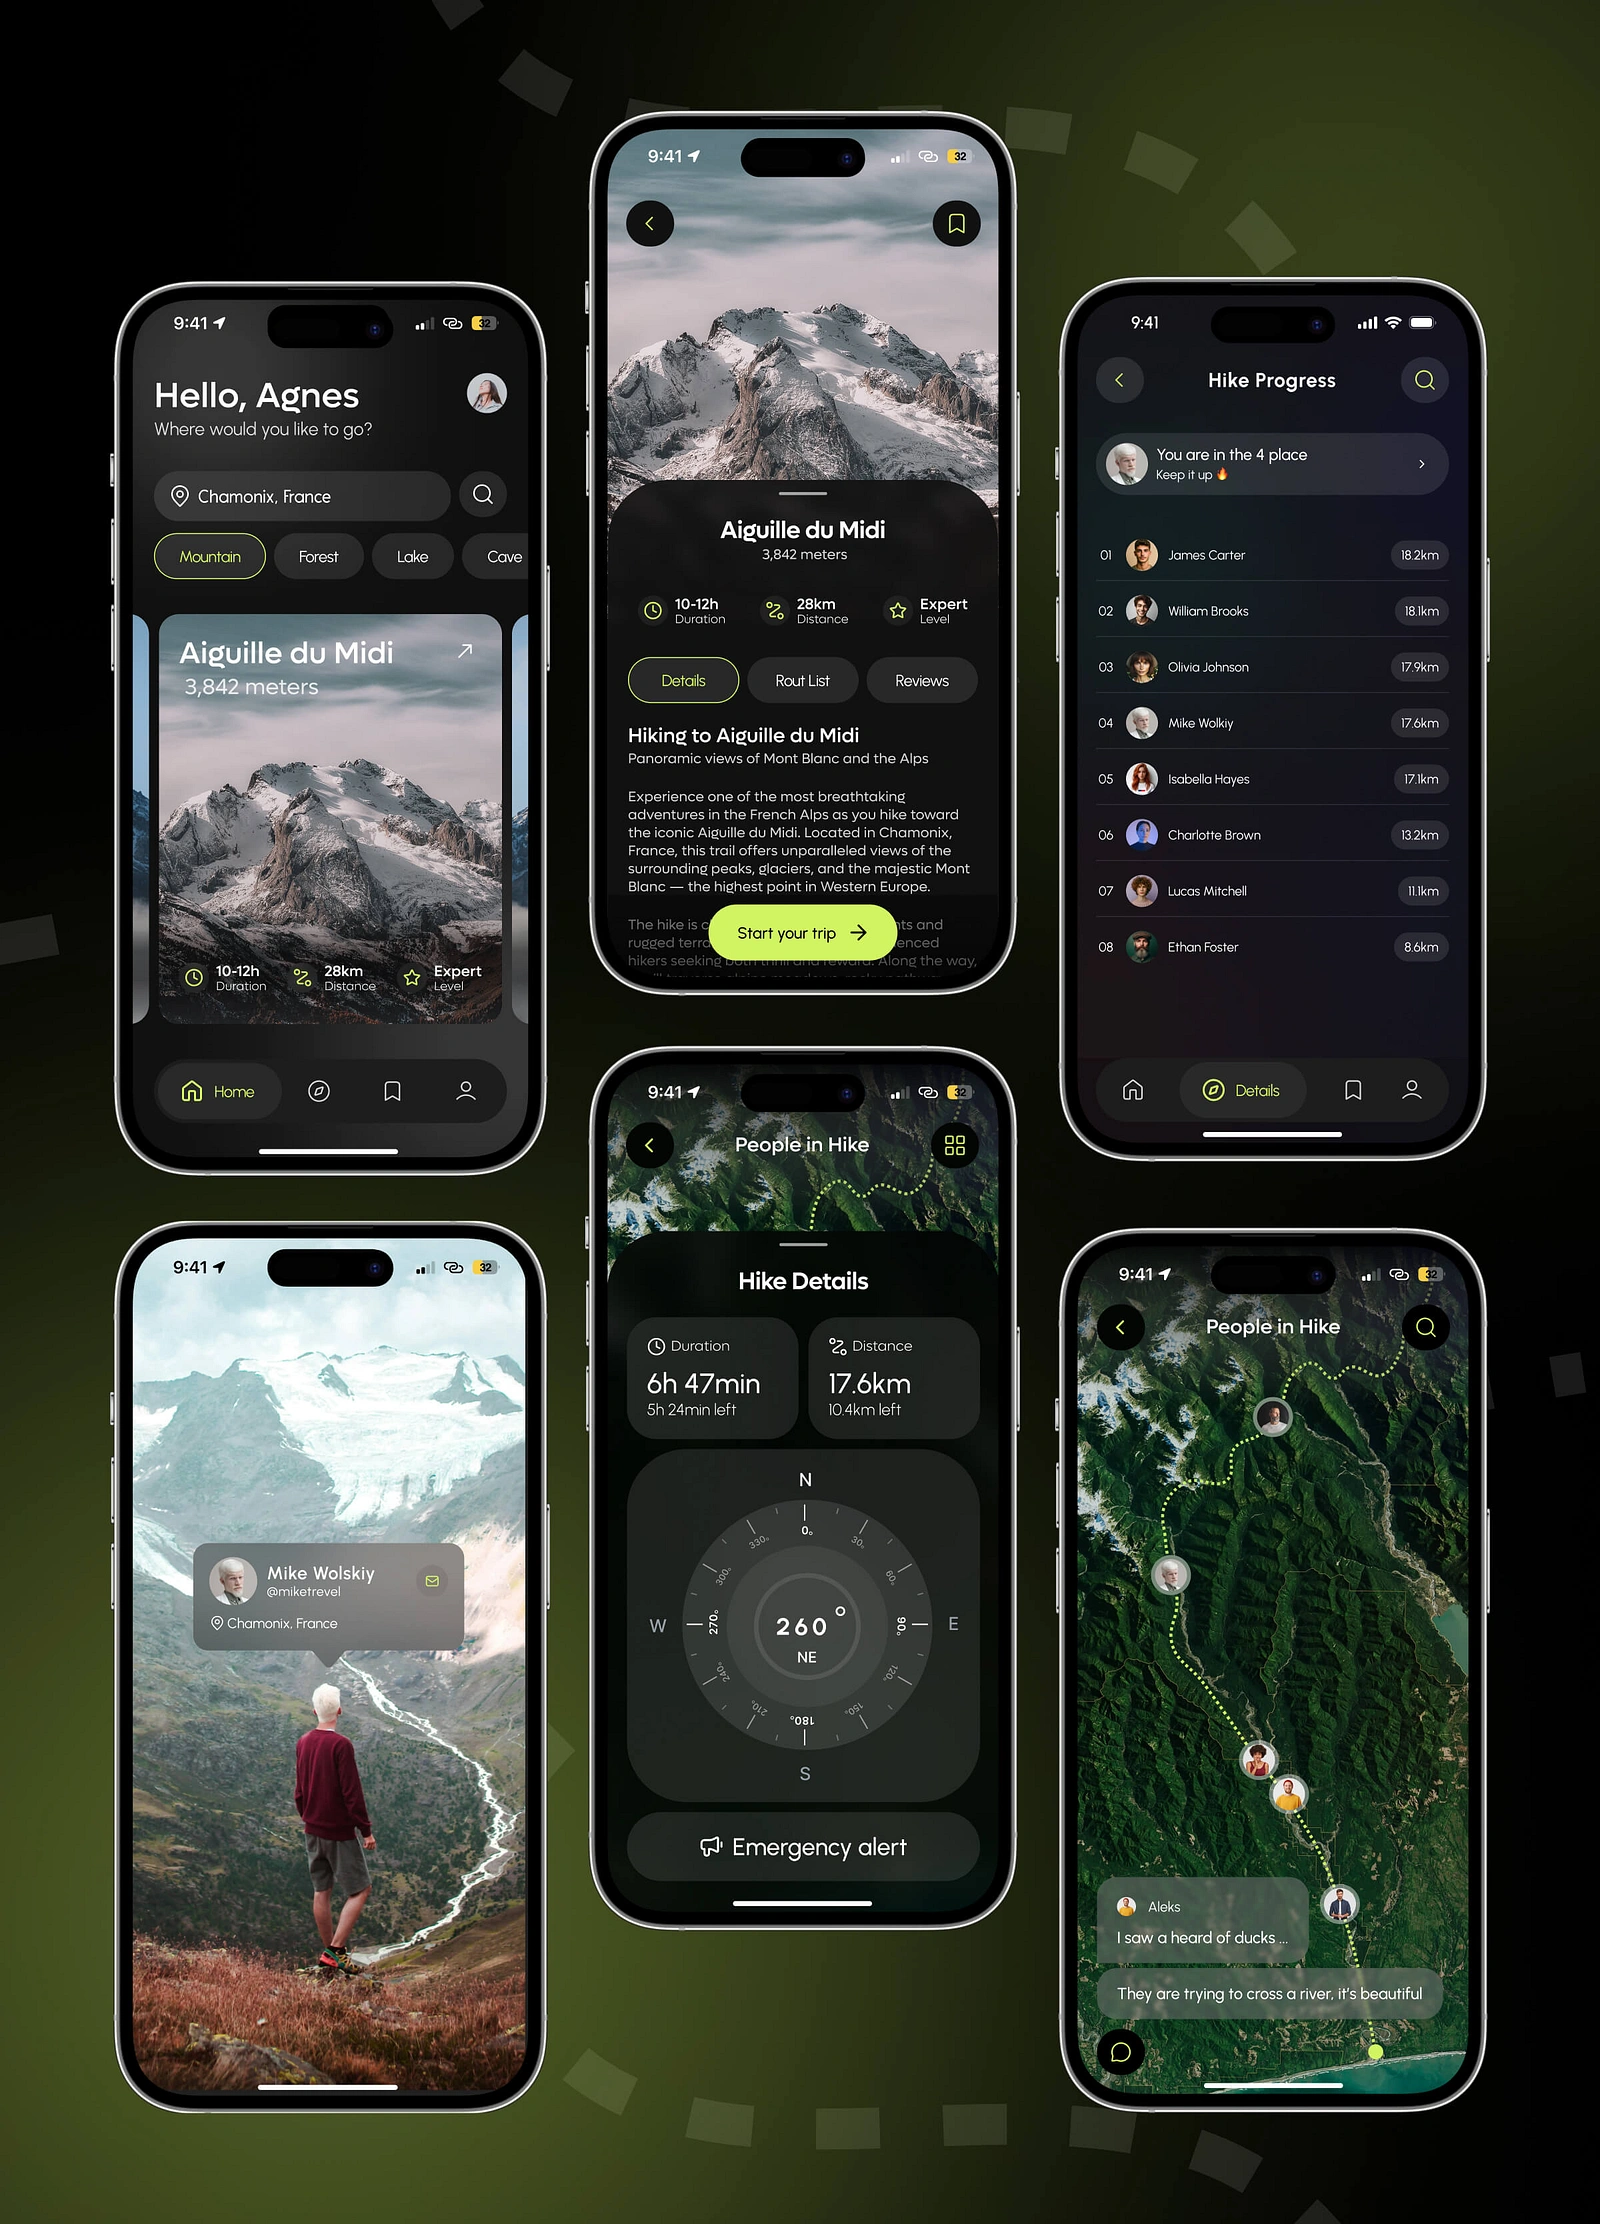 9:41
32
Hello, Agnes
Where would you like to go?
Chamonix, France
Mountain
Forest
Lake
Cave
Aiguille du Midi
3,842 meters
10-12h
Duration
28km
Distance
Expert
Level
Home
9:41
32
Aiguille du Midi
3,842 meters
10-12h
Duration
28km
Distance
Expert
Level
Details
Rout List
Reviews
Hiking to Aiguille du Midi
Panoramic views of Mont Blanc and the Alps
Experience one of the most breathtaking
adventures in the French Alps as you hike toward
the iconic Aiguille du Midi. Located in Chamonix,
France, this trail offers unparalleled views of the
surrounding peaks, glaciers, and the majestic Mont
Blanc — the highest point in Western Europe.
The hike is c
nts and
rugged terra
enced
hikers seeking both thrill and reward. Along the way,
Start your trip
9:41
Hike Progress
You are in the 4 place
Keep it up 🔥
01 James Carter 18.2km
02 William Brooks 18.1km
03 Olivia Johnson 17.9km
04 Mike Wolkiy 17.6km
05 Isabella Hayes 17.1km
06 Charlotte Brown 13.2km
07 Lucas Mitchell 11.1km
08 Ethan Foster 8.6km
Details
9:41
32
Mike Wolskiy
@miketrevel
Chamonix, France
9:41
32
People in Hike
Hike Details
Duration
6h 47min
5h 24min left
Distance
17.6km
10.4km left
N
0°
30°
60°
90°
120°
150°
180°
210°
240°
270°
300°
330°
W
E
S
260°
NE
Emergency alert
9:41
32
People in Hike
Aleks
I saw a heard of ducks ...
They are trying to cross a river, it's beautiful